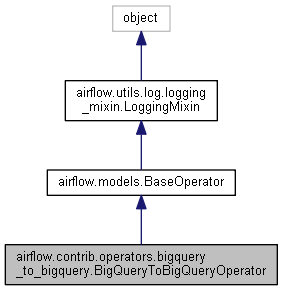 object
airflow.utils.log.logging
_mixin.LoggingMixin
airflow.models.BaseOperator
airflow.contrib.operators.bigquery
_to_bigquery.BigQueryToBigQueryOperator